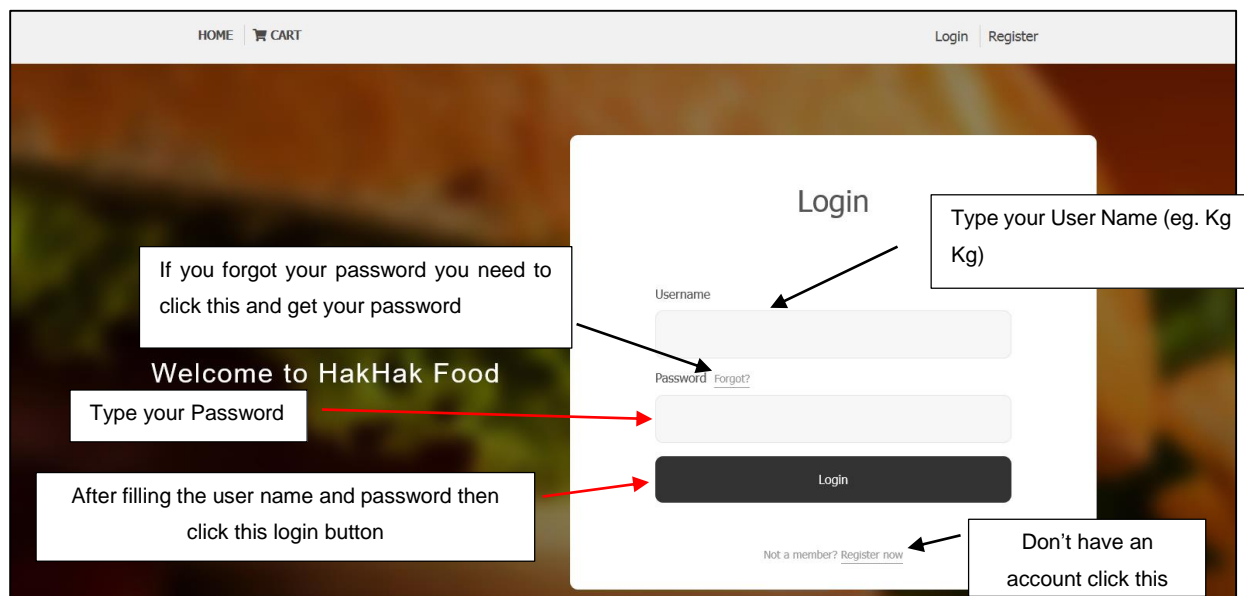 HOME CART Login Register
Login
Type your User Name (eg. Kg
Kg)
If you forgot your password you need to
click this and get your password
Username
Welcome to HakHak Food
Password Forgot?
Type your Password
After filling the user name and password then
click this login button
Login
Not a member? Register now
Don’t have an
account click this